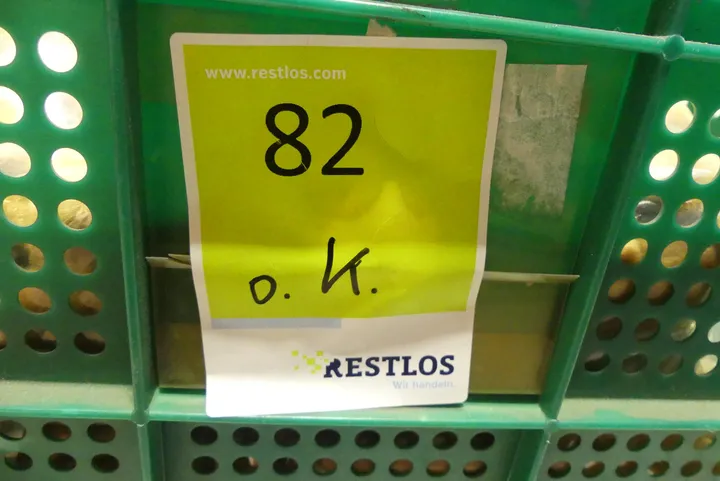 www.restlos.com
82
o. K.
RESTLOS
Wir handeln.